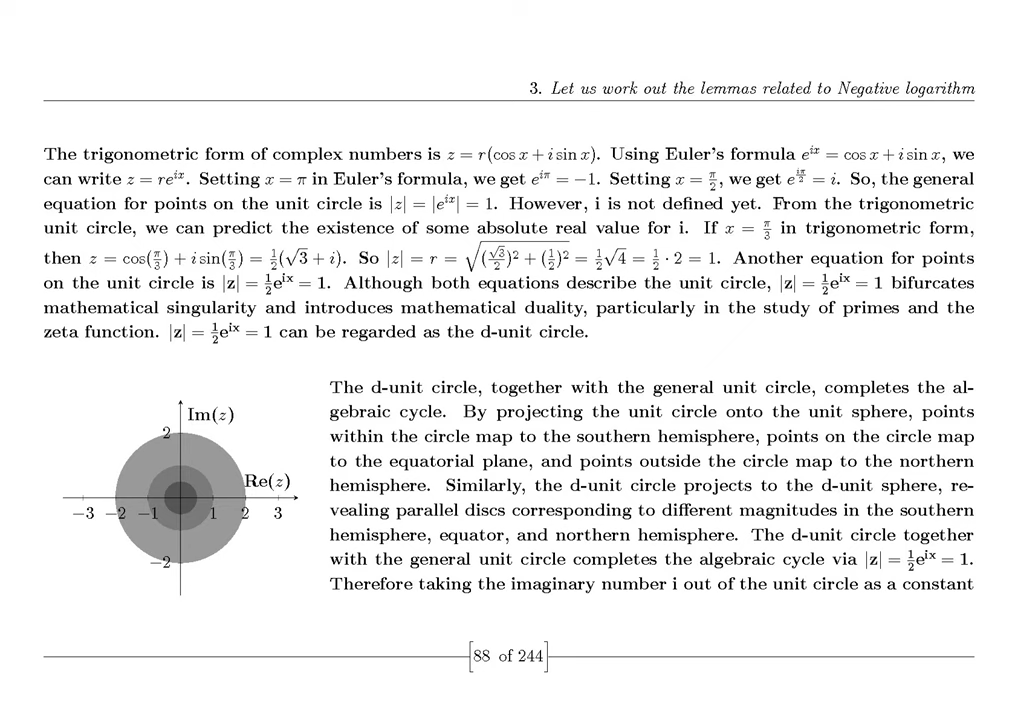 3. Let us work out the lemmas related to Negative logarithm
The trigonometric form of complex numbers is z = r(cos x + i sin x). Using Euler's formula e^{ix} = cos x + i sin x, we
can write z = re^{ix}. Setting x = π in Euler's formula, we get e^{iπ} = −1. Setting x = π/2, we get e^{iπ/2} = i. So, the general
equation for points on the unit circle is |z| = |e^{ix}| = 1. However, i is not defined yet. From the trigonometric
unit circle, we can predict the existence of some absolute real value for i. If x = π/3 in trigonometric form,
then z = cos(π/3) + i sin(π/3) = 1/2(√3 + i). So |z| = r = √((√3/2)² + (1/2)²) = 1/2√4 = 1/2 · 2 = 1. Another equation for points
on the unit circle is |z| = 1/2e^{ix} = 1. Although both equations describe the unit circle, |z| = 1/2e^{ix} = 1 bifurcates
mathematical singularity and introduces mathematical duality, particularly in the study of primes and the
zeta function. |z| = 1/2e^{ix} = 1 can be regarded as the d-unit circle.
Im(z)
2
Re(z)
−3 −2 −1 1 2 3
−2
The d-unit circle, together with the general unit circle, completes the al-
gebraic cycle. By projecting the unit circle onto the unit sphere, points
within the circle map to the southern hemisphere, points on the circle map
to the equatorial plane, and points outside the circle map to the northern
hemisphere. Similarly, the d-unit circle projects to the d-unit sphere, re-
vealing parallel discs corresponding to different magnitudes in the southern
hemisphere, equator, and northern hemisphere. The d-unit circle together
with the general unit circle completes the algebraic cycle via |z| = 1/2e^{ix} = 1.
Therefore taking the imaginary number i out of the unit circle as a constant
88 of 244